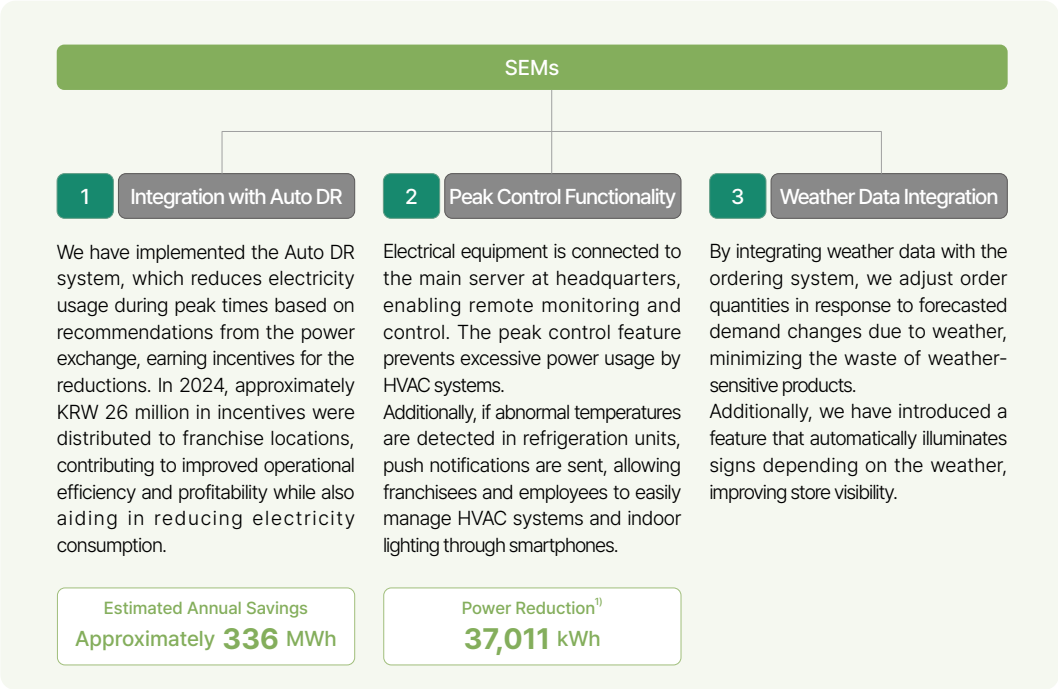 SEMs
1
Integration with Auto DR
We have implemented the Auto DR
system, which reduces electricity
usage during peak times based on
recommendations from the power
exchange, earning incentives for the
reductions. In 2024, approximately
KRW 26 million in incentives were
distributed to franchise locations,
contributing to improved operational
efficiency and profitability while also
aiding in reducing electricity
consumption.
Estimated Annual Savings
Approximately 336 MWh
2
Peak Control Functionality
Electrical equipment is connected to
the main server at headquarters,
enabling remote monitoring and
control. The peak control feature
prevents excessive power usage by
HVAC systems.
Additionally, if abnormal temperatures
are detected in refrigeration units,
push notifications are sent, allowing
franchisees and employees to easily
manage HVAC systems and indoor
lighting through smartphones.
Power Reduction1)
37,011 kWh
3
Weather Data Integration
By integrating weather data with the
ordering system, we adjust order
quantities in response to forecasted
demand changes due to weather,
minimizing the waste of weather-
sensitive products.
Additionally, we have introduced a
feature that automatically illuminates
signs depending on the weather,
improving store visibility.